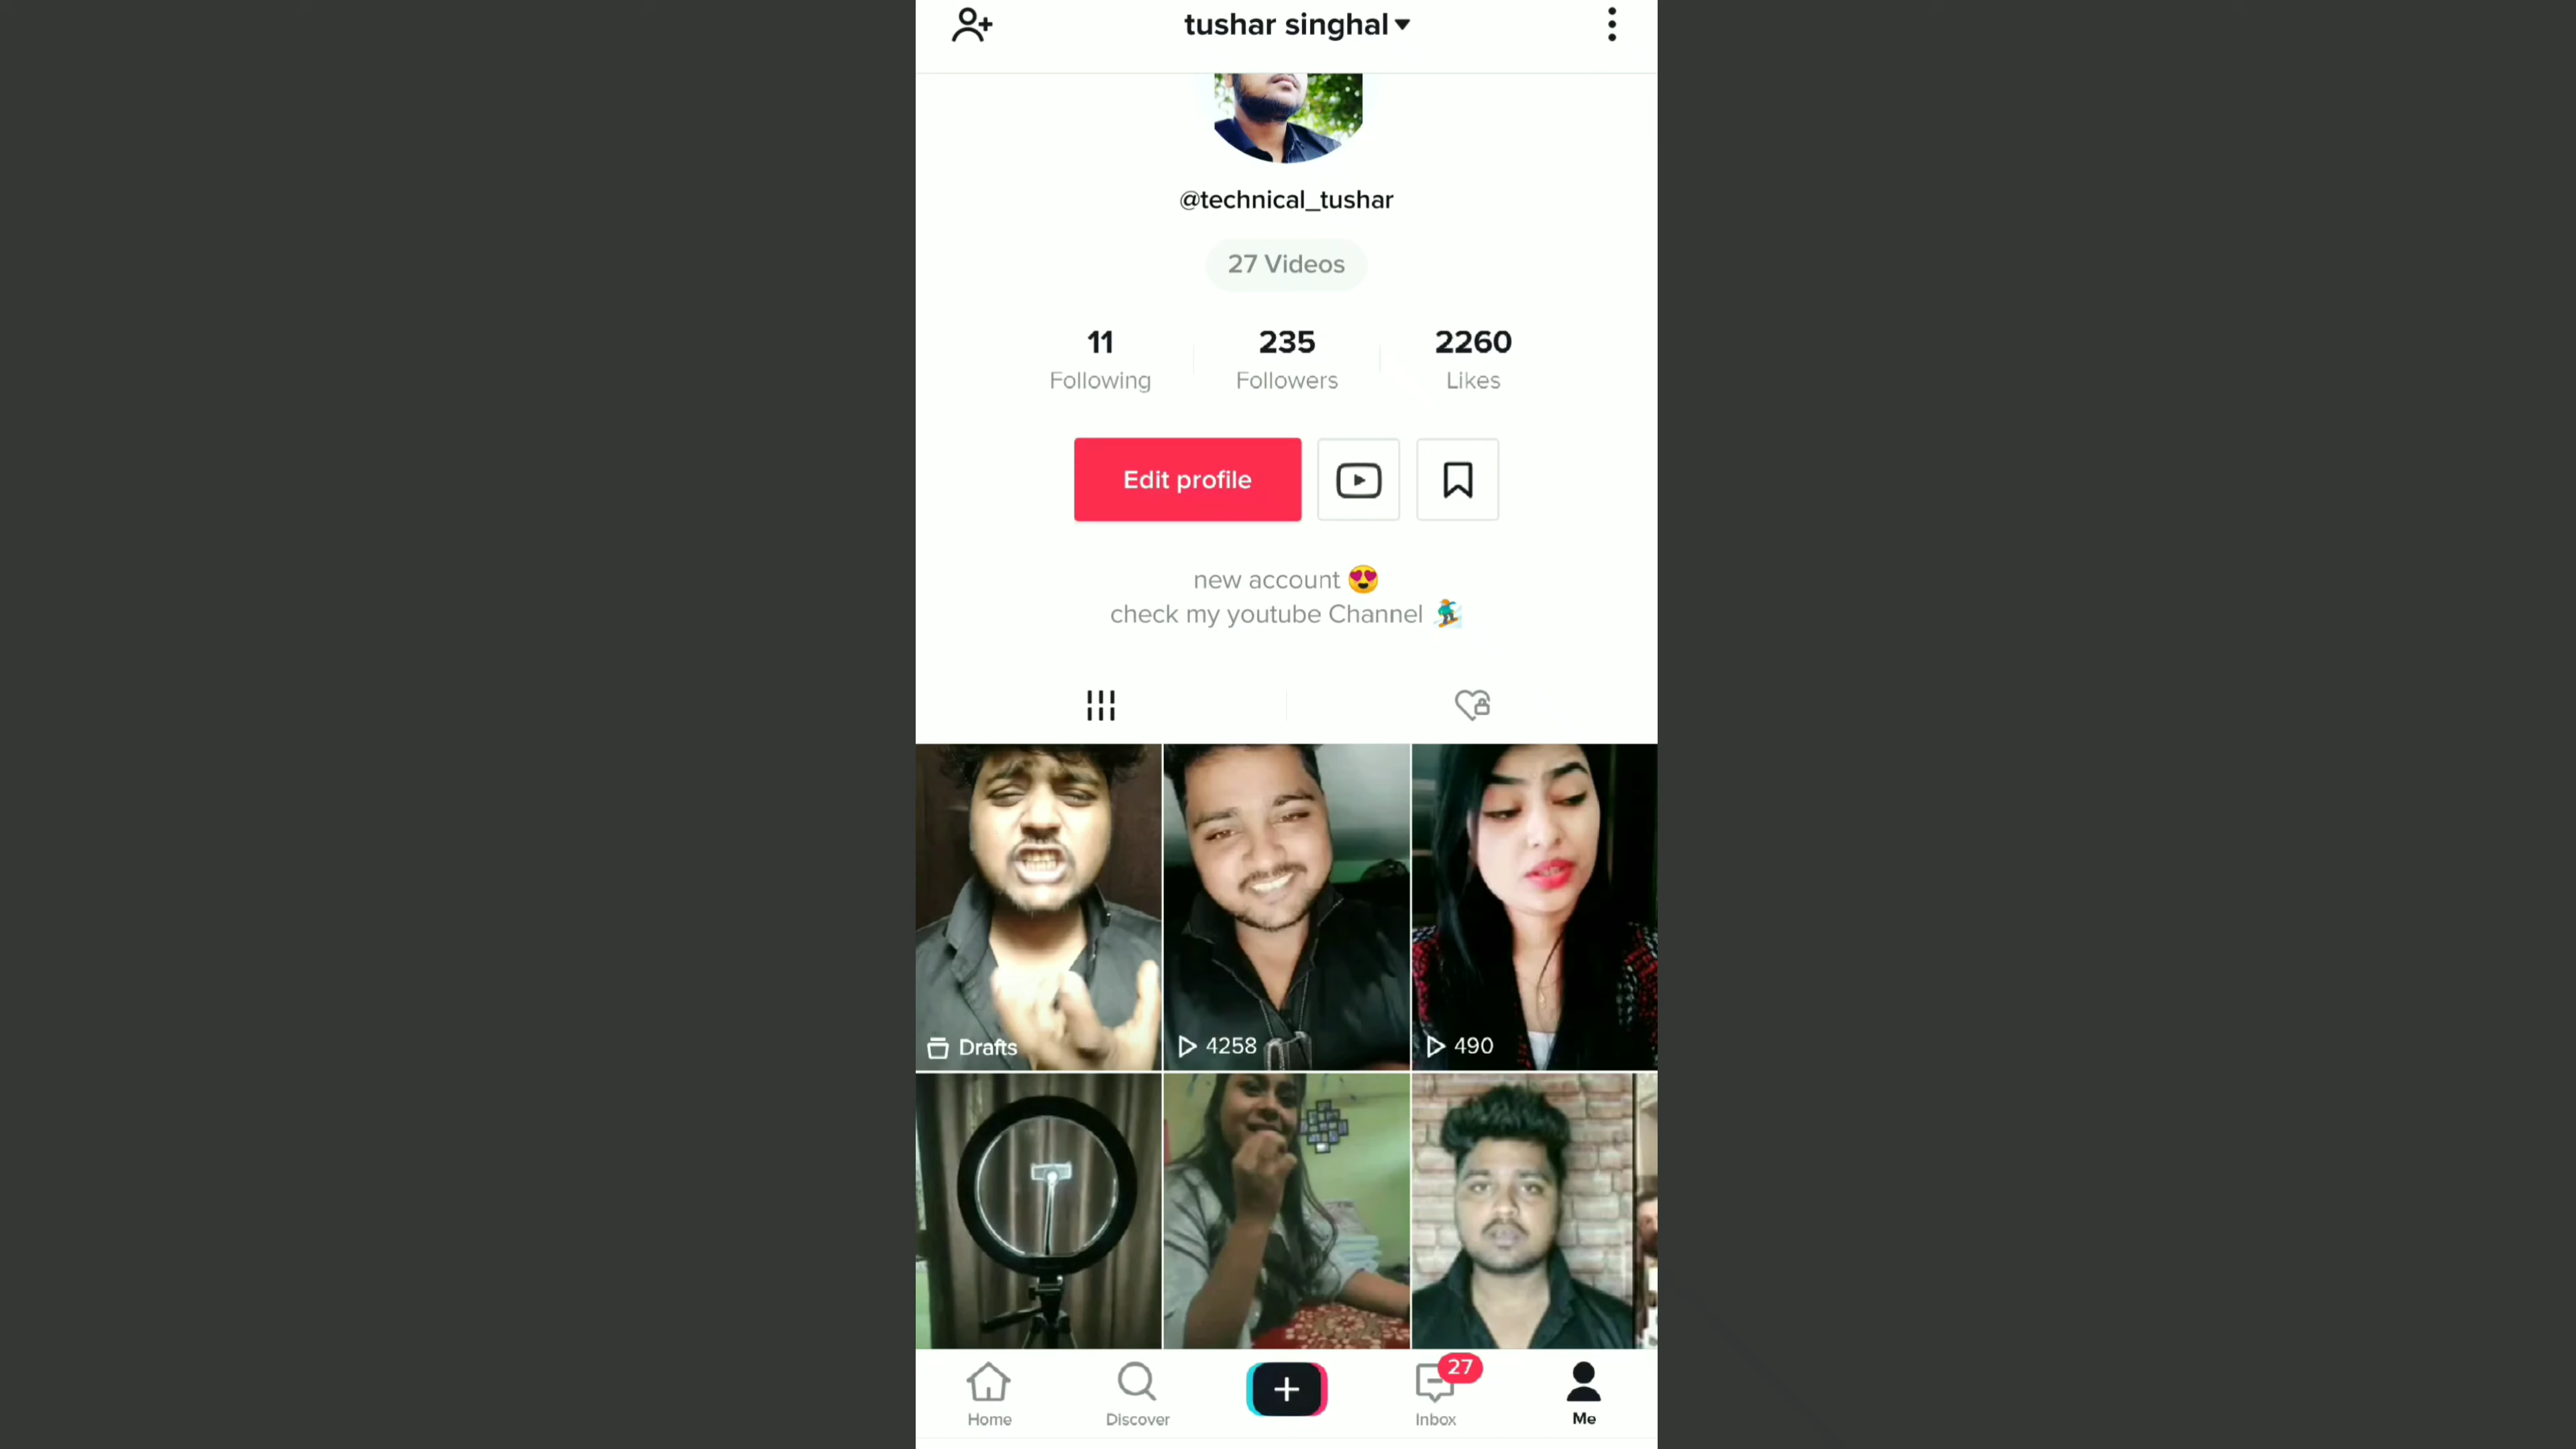 tushar singhal
@technical_tushar
27 Videos
11 235 2260
Following Followers Likes
Edit profile
new account 😍
check my youtube Channel 🏂
Drafts 4258 490
27
Home Discover Inbox Me